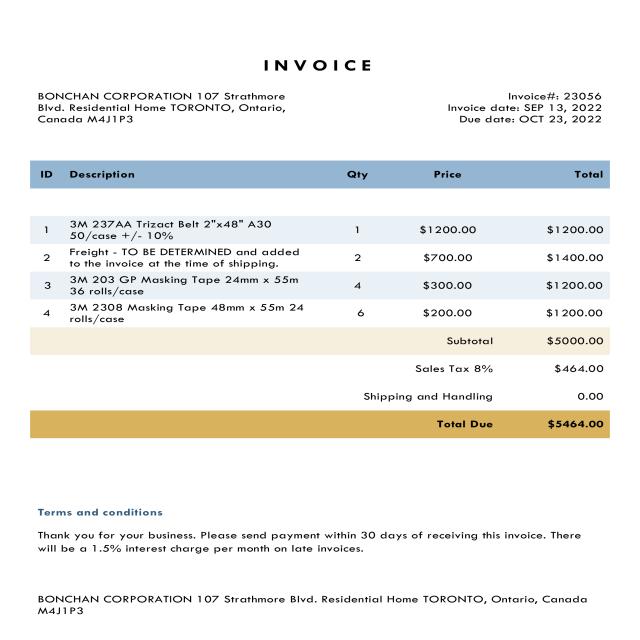 INVOICE
BONCHAN CORPORATION 107 Strathmore
Blvd. Residential Home TORONTO, Ontario,
Canada M4J1P3
Invoice#: 23056
Invoice date: SEP 13, 2022
Due date: OCT 23, 2022
ID Description Qty Price Total
1 3M 237AA Trizact Belt 2"x48" A30 1 $1200.00 $1200.00
50/case +/- 10%
2 Freight - TO BE DETERMINED and added 2 $700.00 $1400.00
to the invoice at the time of shipping.
3 3M 203 GP Masking Tape 24mm x 55m 4 $300.00 $1200.00
36 rolls/case
4 3M 2308 Masking Tape 48mm x 55m 24 6 $200.00 $1200.00
rolls/case
Subtotal $5000.00
Sales Tax 8% $464.00
Shipping and Handling 0.00
Total Due $5464.00
Terms and conditions
Thank you for your business. Please send payment within 30 days of receiving this invoice. There
will be a 1.5% interest charge per month on late invoices.
BONCHAN CORPORATION 107 Strathmore Blvd. Residential Home TORONTO, Ontario, Canada
M4J1P3